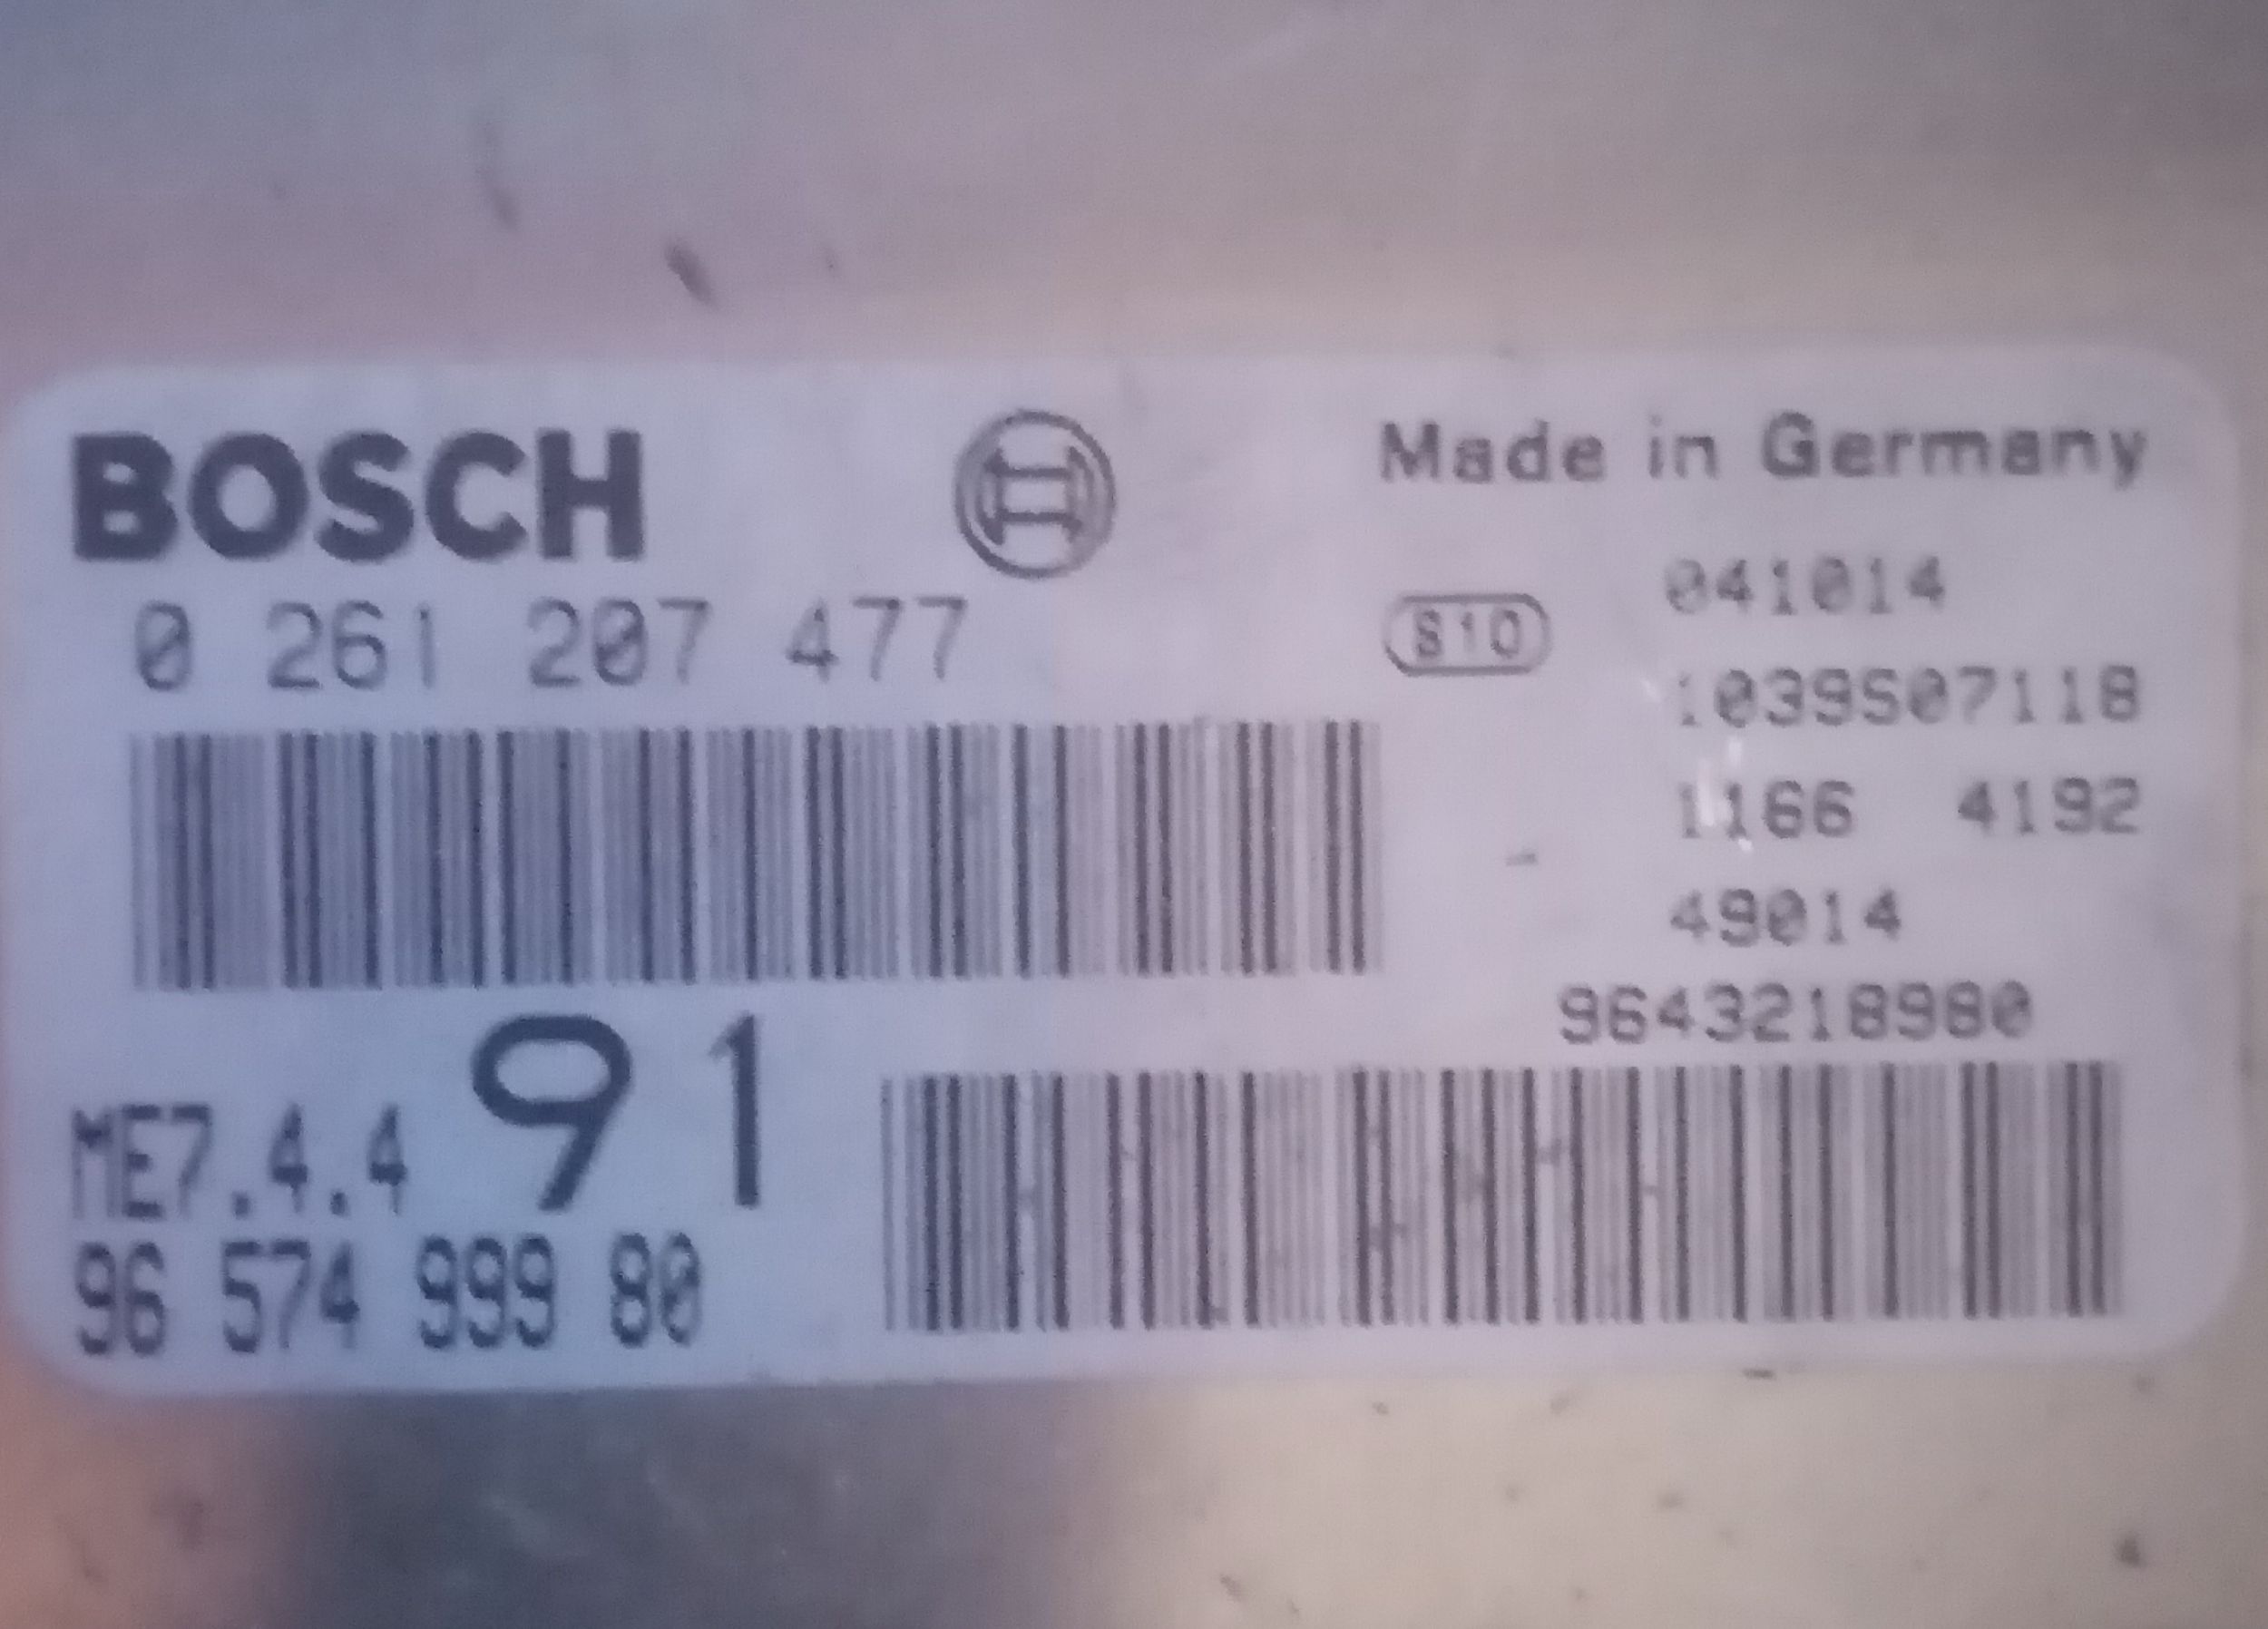 BOSCH
Made in Germany
0 261 207 477
S10
041014
1039S07118
1166 4192
49014
9643218980
ME7.4.4 91
96 574 999 80